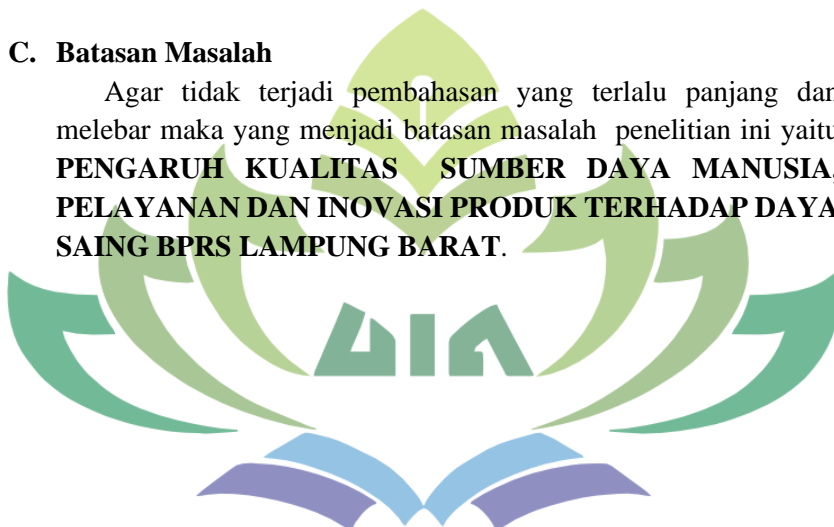 C. Batasan Masalah
Agar tidak terjadi pembahasan yang terlalu panjang dan
melebar maka yang menjadi batasan masalah penelitian ini yaitu
PENGARUH KUALITAS SUMBER DAYA MANUSIA,
PELAYANAN DAN INOVASI PRODUK TERHADAP DAYA
SAING BPRS LAMPUNG BARAT.
UIN